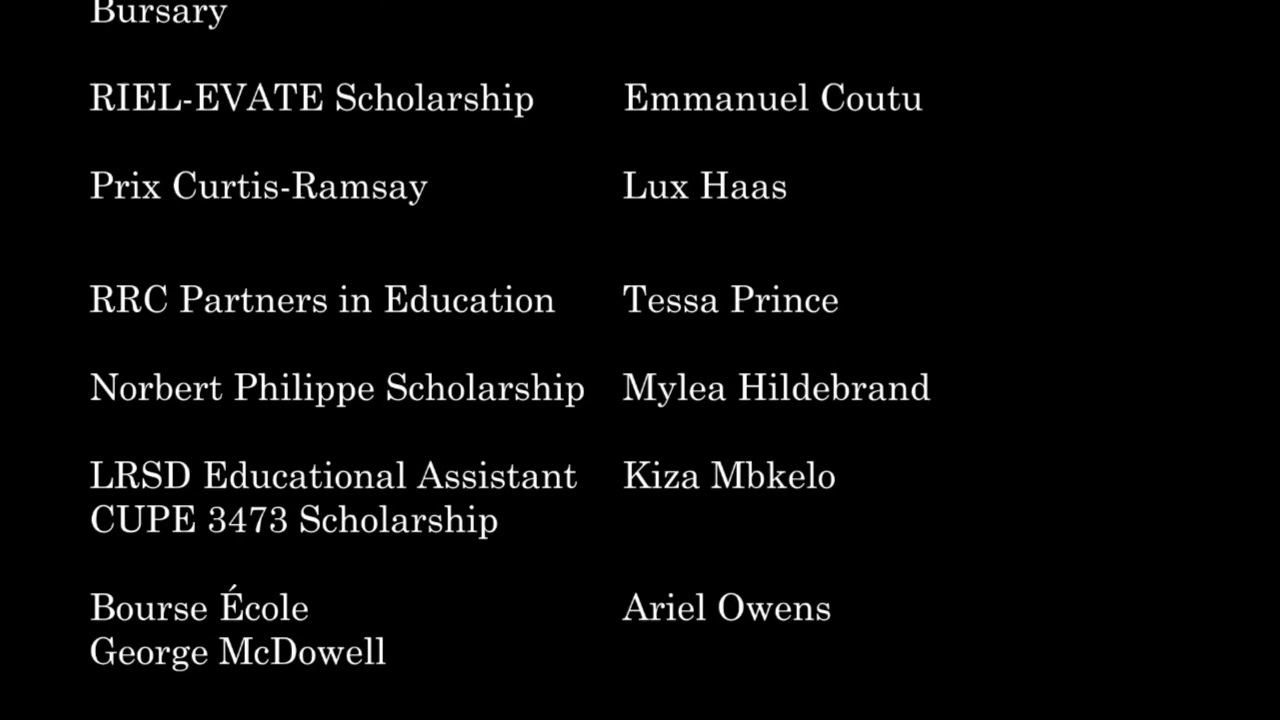 Bursary
RIEL-EVATE Scholarship Emmanuel Coutu
Prix Curtis-Ramsay Lux Haas
RRC Partners in Education Tessa Prince
Norbert Philippe Scholarship Mylea Hildebrand
LRSD Educational Assistant Kiza Mbkelo
CUPE 3473 Scholarship
Bourse École Ariel Owens
George McDowell